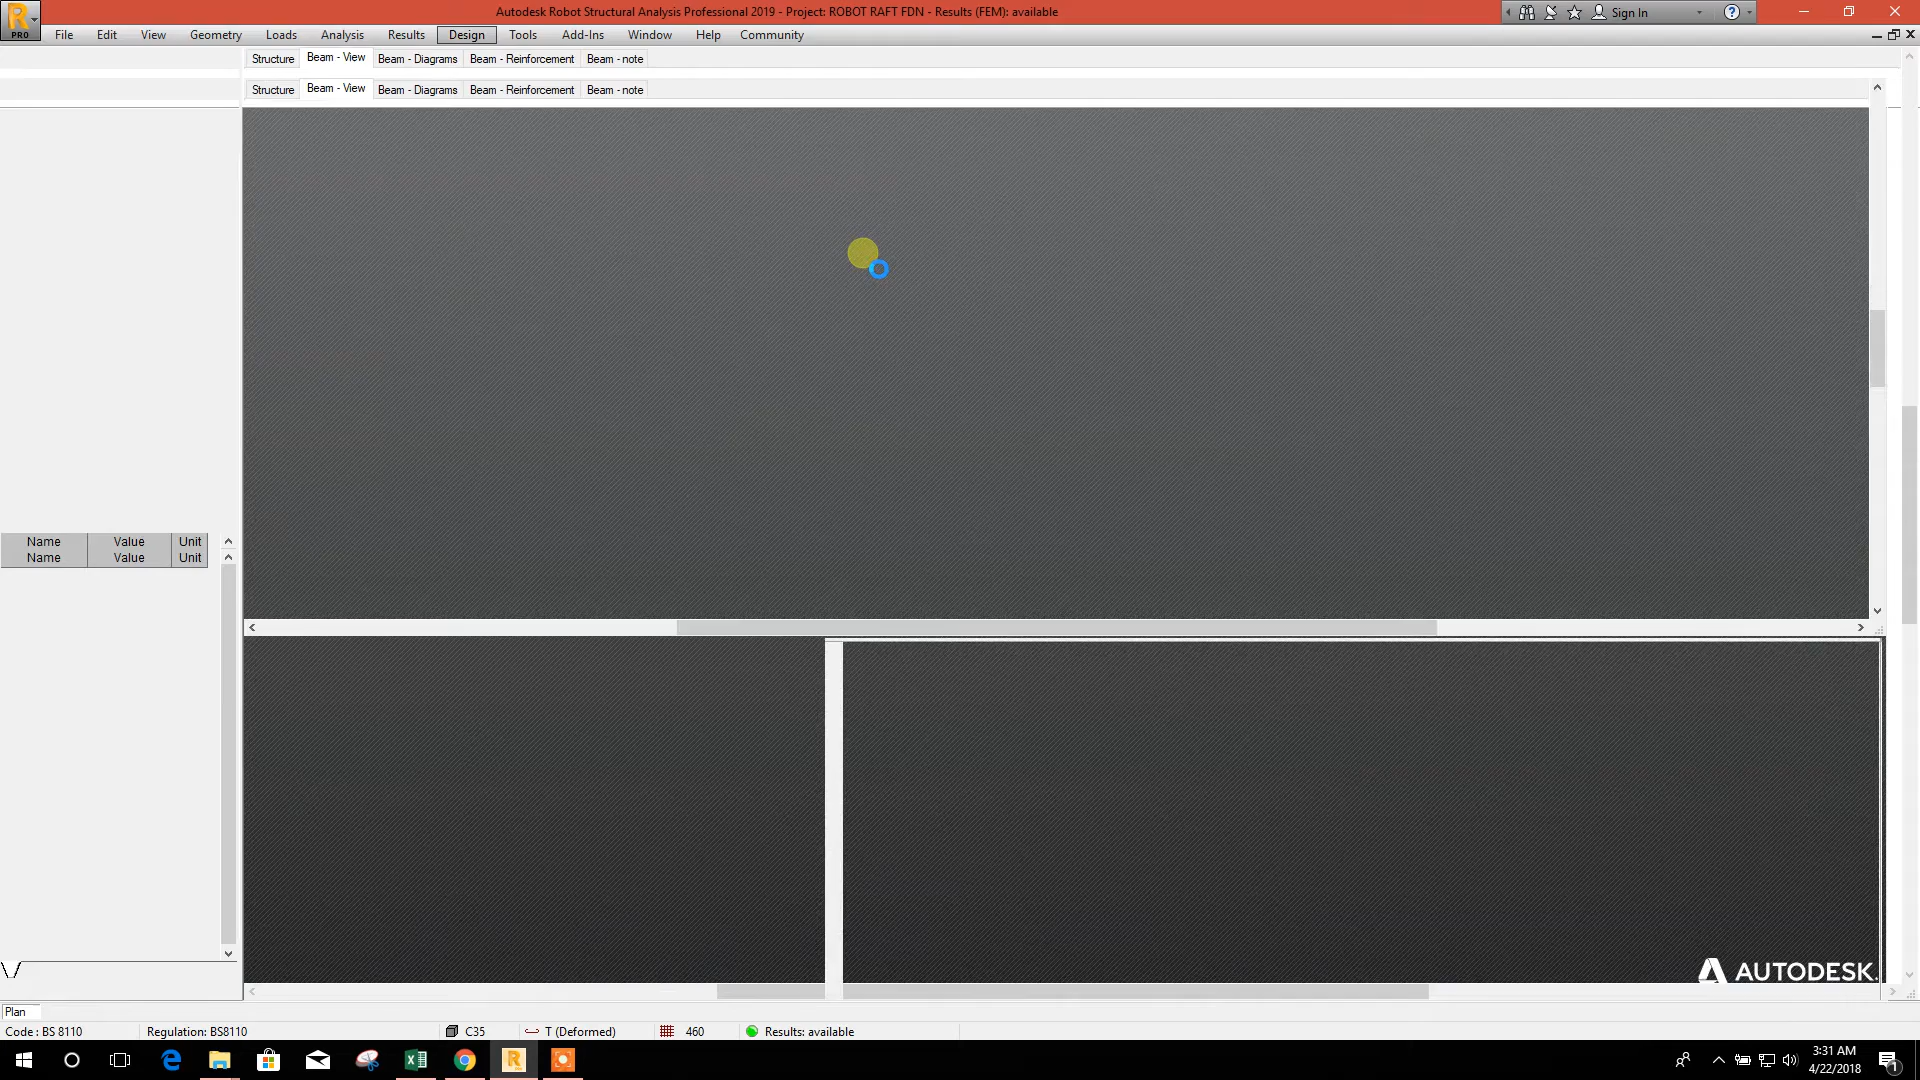 Autodesk Robot Structural Analysis Professional 2019 - Project: ROBOT RAFT FDN - Results (FEM): available
Sign In
PRO
File Edit View Geometry Loads Analysis Results Design Tools Add-Ins Window Help Community
Structure Beam - View Beam - Diagrams Beam - Reinforcement Beam - note
Structure Beam - View Beam - Diagrams Beam - Reinforcement Beam - note
Name Value Unit
Name Value Unit
AUTODESK.
Plan
Code : BS 8110 Regulation: BS8110 C35 T (Deformed) 460 Results: available
3:31 AM
4/22/2018
1